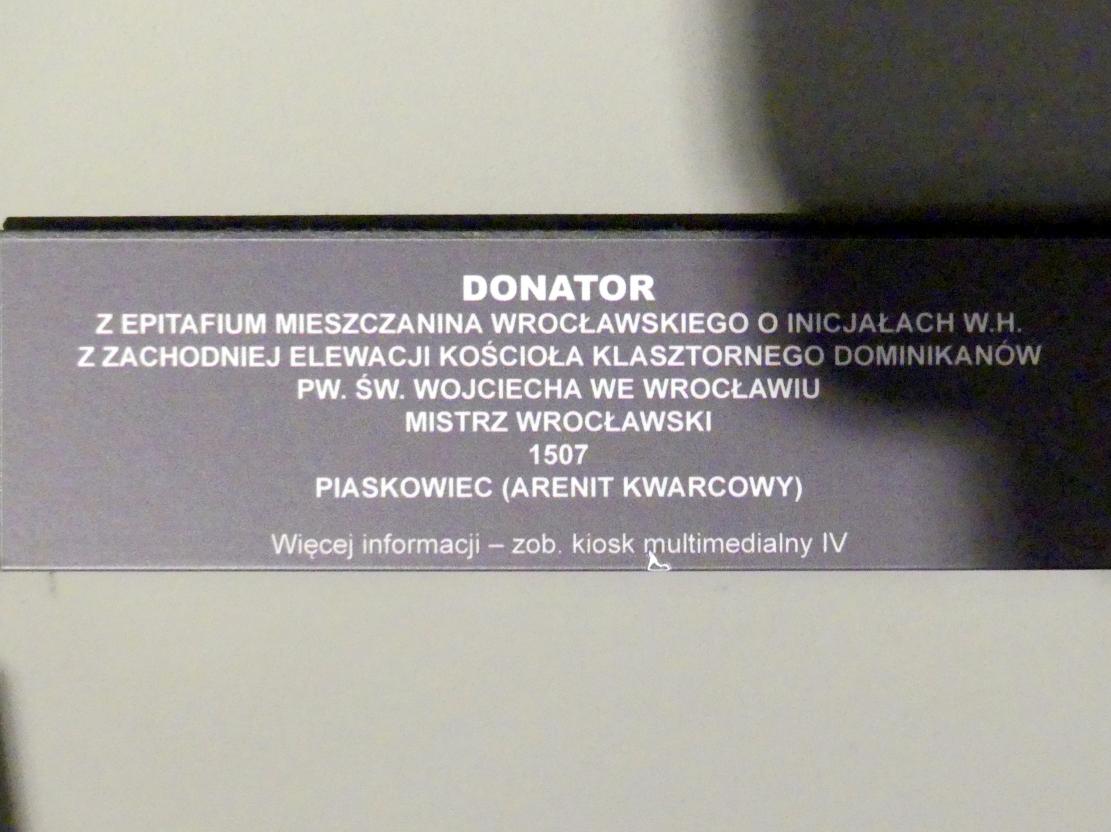 DONATOR
Z EPITAFIUM MIESZCZANINA WROCŁAWSKIEGO O INICJAŁACH W.H.
Z ZACHODNIEJ ELEWACJI KOŚCIOŁA KLASZTORNEGO DOMINIKANÓW
PW. ŚW. WOJCIECHA WE WROCŁAWIU
MISTRZ WROCŁAWSKI
1507
PIASKOWIEC (ARENIT KWARCOWY)
Więcej informacji – zob. kiosk multimedialny IV